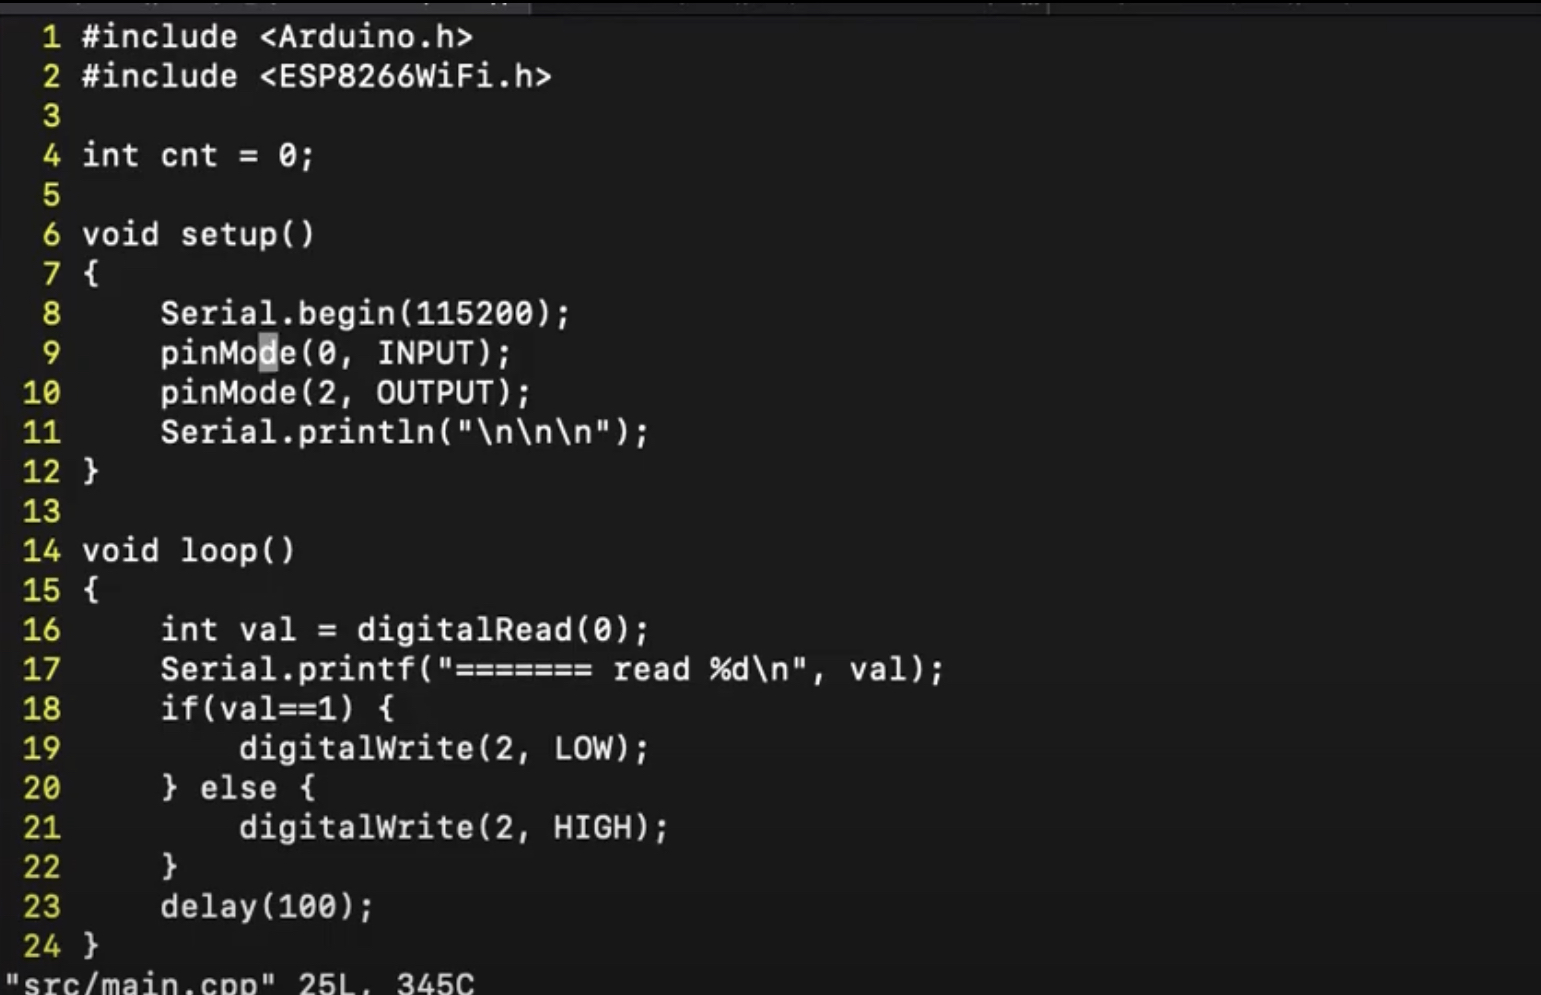 1 #include <Arduino.h>
2 #include <ESP8266WiFi.h>
3
4 int cnt = 0;
5
6 void setup()
7 {
8     Serial.begin(115200);
9     pinMode(0, INPUT);
10     pinMode(2, OUTPUT);
11     Serial.println("\n\n\n");
12 }
13
14 void loop()
15 {
16     int val = digitalRead(0);
17     Serial.printf("======= read %d\n", val);
18     if(val==1) {
19         digitalWrite(2, LOW);
20     } else {
21         digitalWrite(2, HIGH);
22     }
23     delay(100);
24 }
"src/main.cpp" 25L, 345C